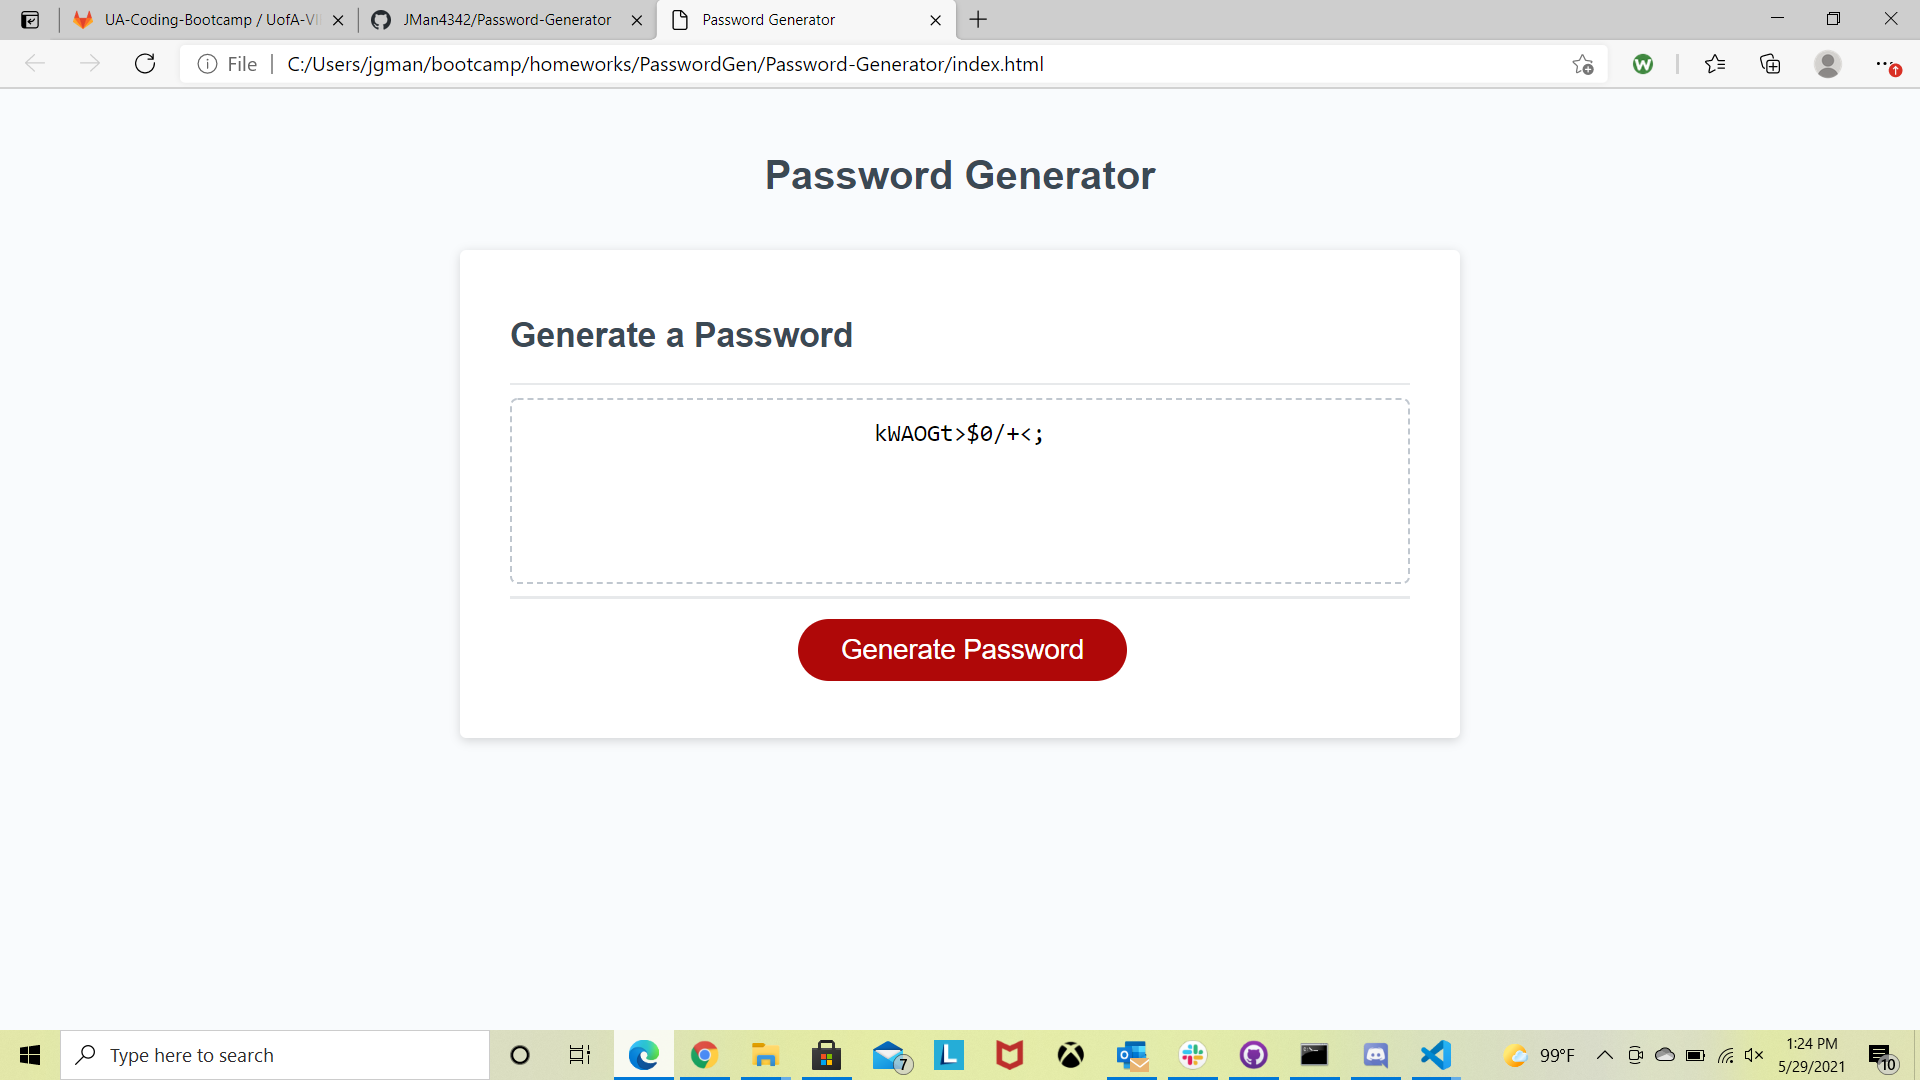 UA-Coding-Bootcamp / UofA-VI
JMan4342/Password-Generator
Password Generator
File
C:/Users/jgman/bootcamp/homeworks/PasswordGen/Password-Generator/index.html
W
Password Generator
Generate a Password
kWAOGt>$0/+<;
Generate Password
Type here to search
7
L
99°F
1:24 PM
5/29/2021
10